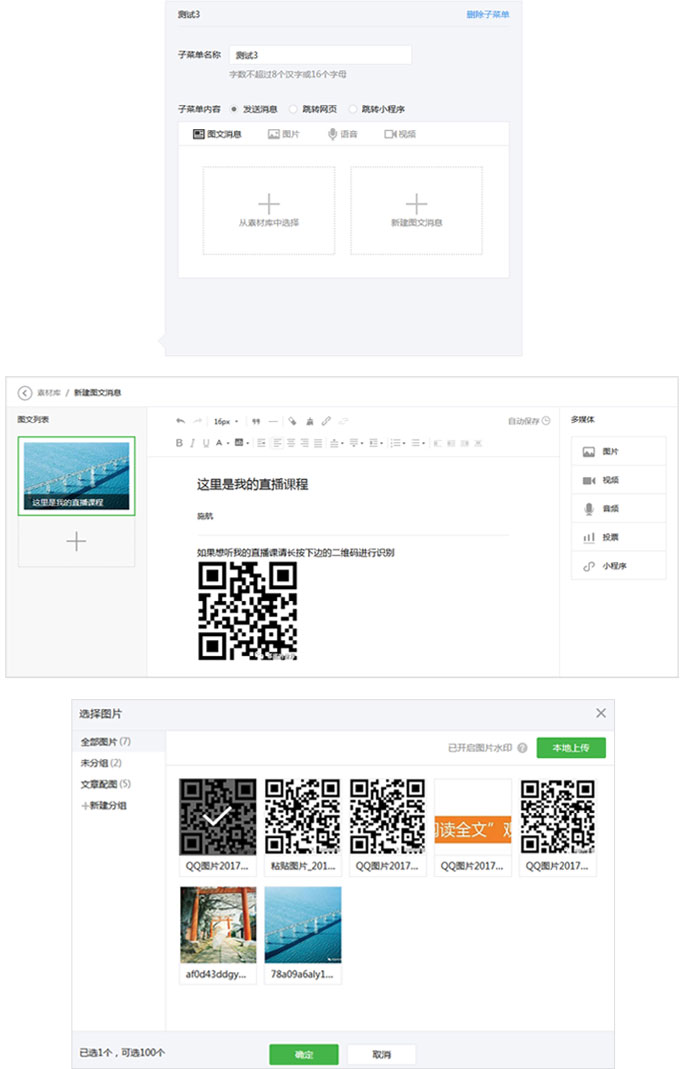 测试3 删除子菜单
子菜单名称 测试3
字数不超过8个汉字或16个字母
子菜单内容 发送消息 跳转网页 跳转小程序
图文消息 图片 语音 视频
从素材库中选择 新建图文消息
素材库 / 新建图文消息
图文列表
这里是我的直播课程
16px 自动保存
B I U A
这里是我的直播课程
施航
如果想听我的直播课请长按下边的二维码进行识别
多媒体
图片
视频
音频
投票
小程序
选择图片
全部图片 (7)
未分组 (2)
文章配图 (5)
+新建分组
已开启图片水印 ? 本地上传
阅读全文” 观
QQ图片2017... 粘贴图片_201... QQ图片2017... QQ图片2017... QQ图片2017...
af0d43ddgy... 78a09a6aly1...
已选1个，可选100个 确定 取消